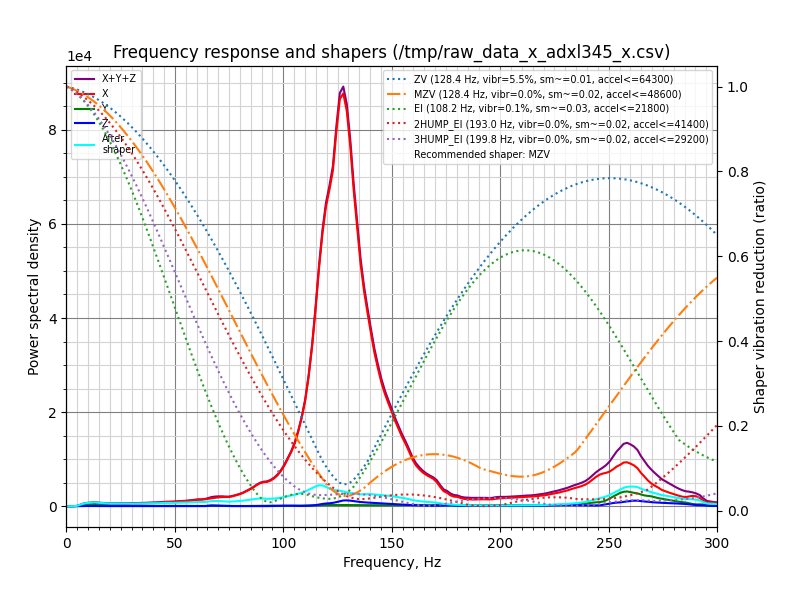 Frequency response and shapers (/tmp/raw_data_x_adxl345_x.csv)
1e4
X+Y+Z
X
Y
Z
After
shaper
ZV (128.4 Hz, vibr=5.5%, sm~=0.01, accel<=64300)
MZV (128.4 Hz, vibr=0.0%, sm~=0.02, accel<=48600)
EI (108.2 Hz, vibr=0.1%, sm~=0.03, accel<=21800)
2HUMP_EI (193.0 Hz, vibr=0.0%, sm~=0.02, accel<=41400)
3HUMP_EI (199.8 Hz, vibr=0.0%, sm~=0.02, accel<=29200)
Recommended shaper: MZV
Power spectral density
8
6
4
2
0
1.0
0.8
0.6
0.4
0.2
0.0
Shaper vibration reduction (ratio)
0 50 100 150 200 250 300
Frequency, Hz